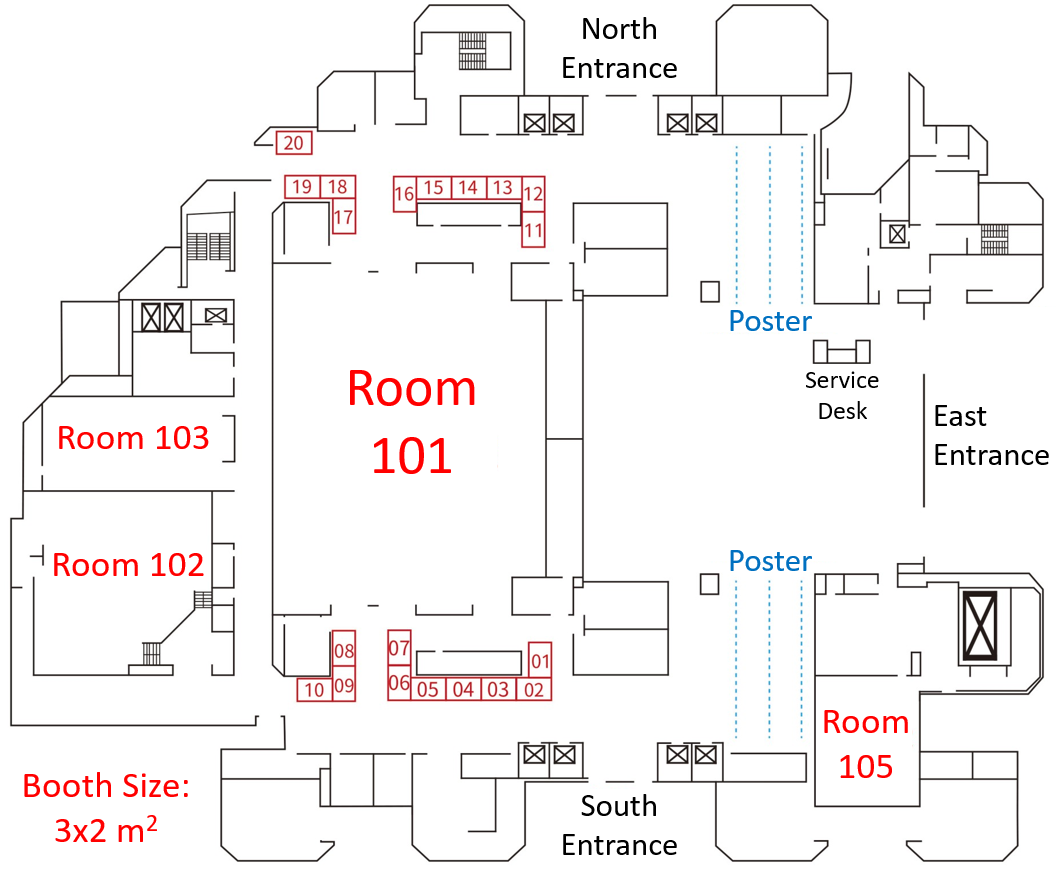 North
Entrance
20
19 18
17
16 15 14 13 12
11
Poster
Service
Desk
Room
101
East
Entrance
Room 103
Room 102
Poster
08
09
10
07
06 05 04 03 02
01
Room
105
Booth Size:
3x2 m²
South
Entrance